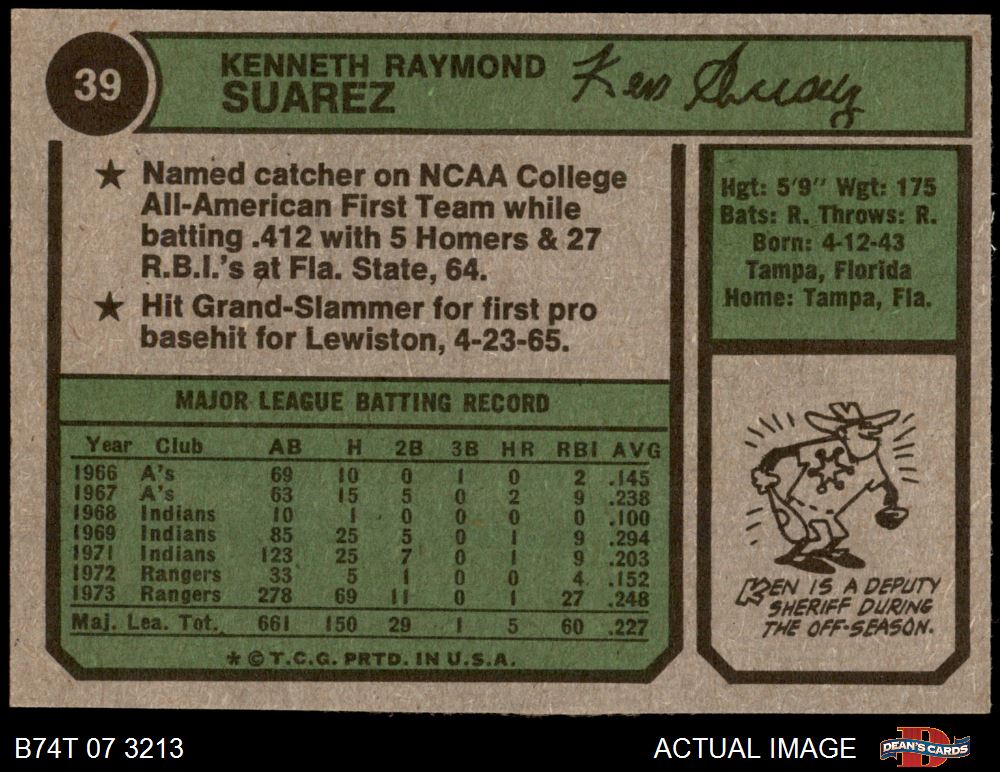 39
KENNETH RAYMOND
SUAREZ
Ken Suarez
★ Named catcher on NCAA College
All-American First Team while
batting .412 with 5 Homers & 27
R.B.I.'s at Fla. State, 64.
★ Hit Grand-Slammer for first pro
basehit for Lewiston, 4-23-65.
Hgt: 5'9" Wgt: 175
Bats: R. Throws: R.
Born: 4-12-43
Tampa, Florida
Home: Tampa, Fla.
MAJOR LEAGUE BATTING RECORD
Year Club AB H 2B 3B HR RBI AVG
1966 A's 69 10 0 1 0 2 .145
1967 A's 63 15 5 0 2 9 .238
1968 Indians 10 1 0 0 0 0 .100
1969 Indians 85 25 5 0 1 9 .294
1971 Indians 123 25 7 0 1 9 .203
1972 Rangers 33 5 1 0 0 4 .152
1973 Rangers 278 69 11 0 1 27 .248
Maj. Lea. Tot. 661 150 29 1 5 60 .227
* © T.C.G. PRTD. IN U.S.A.
KEN IS A DEPUTY
SHERIFF DURING
THE OFF-SEASON.
B74T 07 3213
ACTUAL IMAGE
DEAN'S CARDS